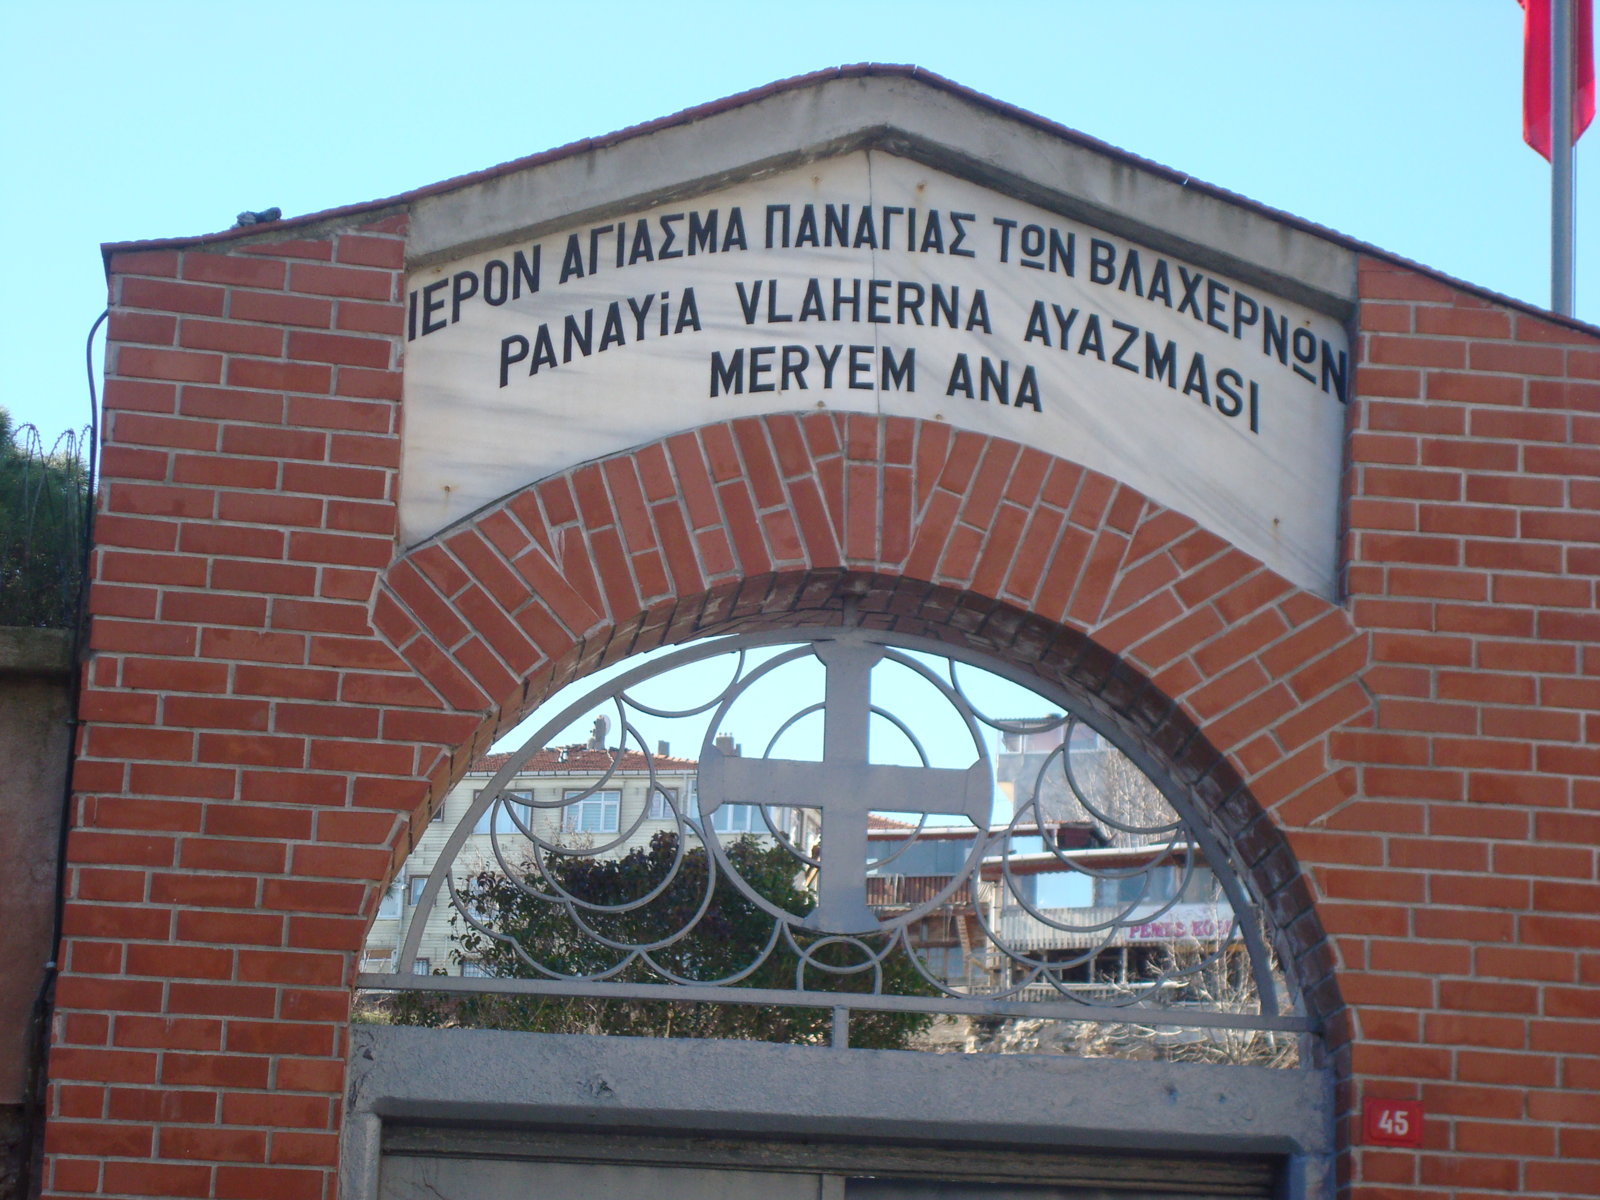 ΙΕΡΟΝ ΑΓΙΑΣΜΑ ΠΑΝΑΓΙΑΣ ΤΩΝ ΒΛΑΧΕΡΝΩΝ
PANAYiA VLAHERNA AYAZMASI
MERYEM ANA
45